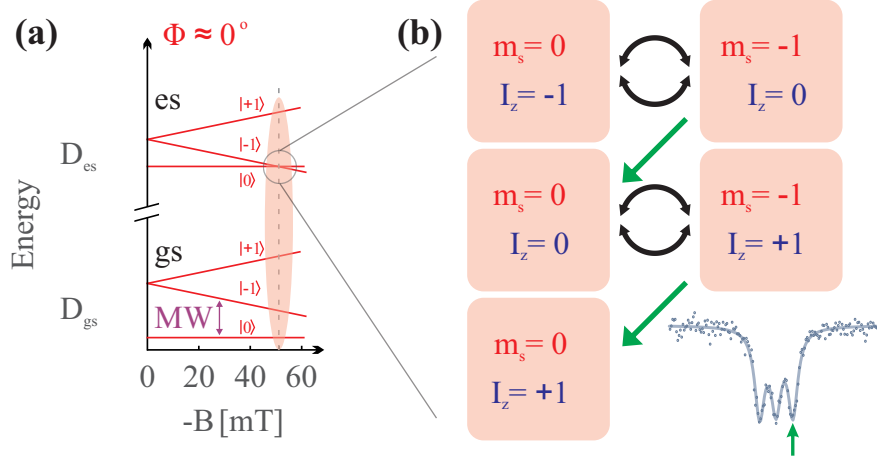 (a)
Φ ≈ 0°
es
|+1⟩
|-1⟩
|0⟩
D_es
Energy
gs
|+1⟩
|-1⟩
|0⟩
D_gs
MW
0 20 40 60
-B [mT]
(b)
m_s = 0
I_z = -1
m_s = -1
I_z = 0
m_s = 0
I_z = 0
m_s = -1
I_z = +1
m_s = 0
I_z = +1